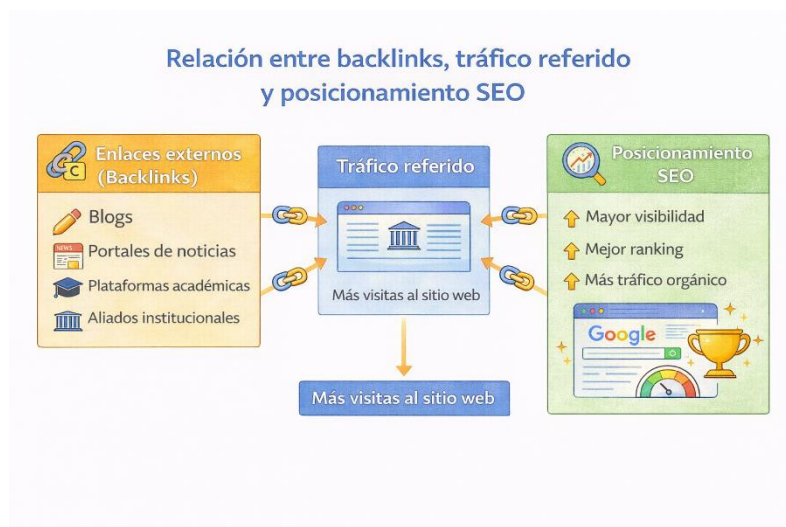 Relación entre backlinks, tráfico referido
y posicionamiento SEO
C
Enlaces externos
(Backlinks)
Blogs
NEWS
Portales de noticias
Plataformas académicas
Aliados institucionales
Tráfico referido
Más visitas al sitio web
Más visitas al sitio web
Posicionamiento
SEO
Mayor visibilidad
Mejor ranking
Más tráfico orgánico
Google